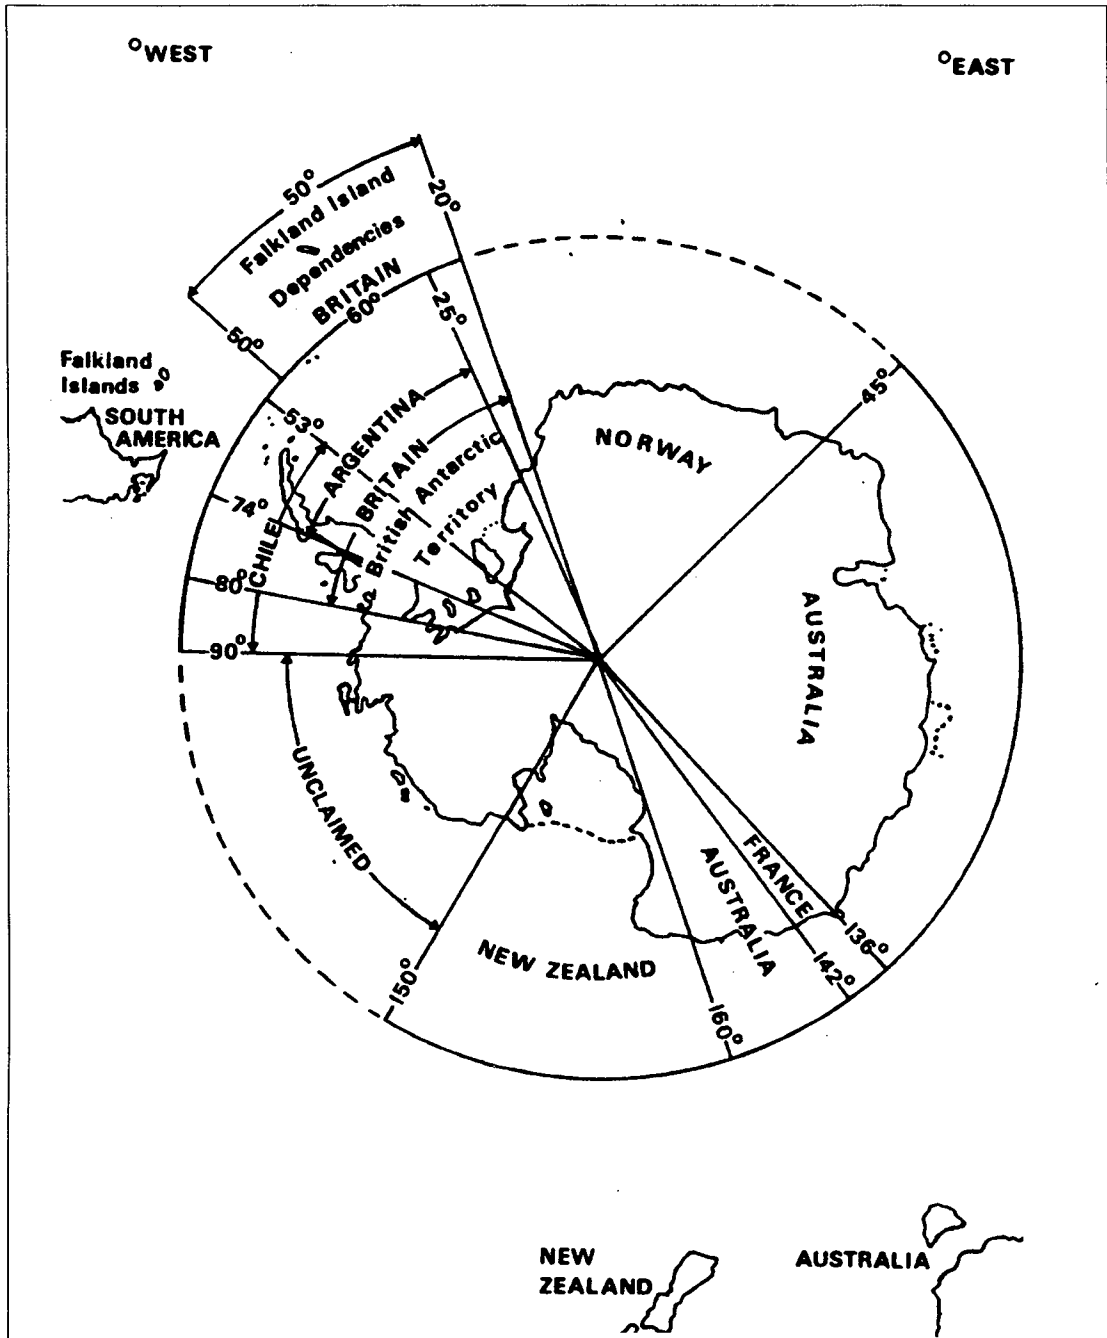 °WEST
°EAST
50°
20°
Falkland Island
Dependencies
BRITAIN
60°
25°
50°
Falkland
Islands
SOUTH
AMERICA
53°
45°
ARGENTINA
BRITAIN
British Antarctic
Territory
NORWAY
74°
CHILE
80°
90°
AUSTRALIA
UNCLAIMED
FRANCE
AUSTRALIA
136°
142°
NEW ZEALAND
150°
160°
NEW
ZEALAND
AUSTRALIA